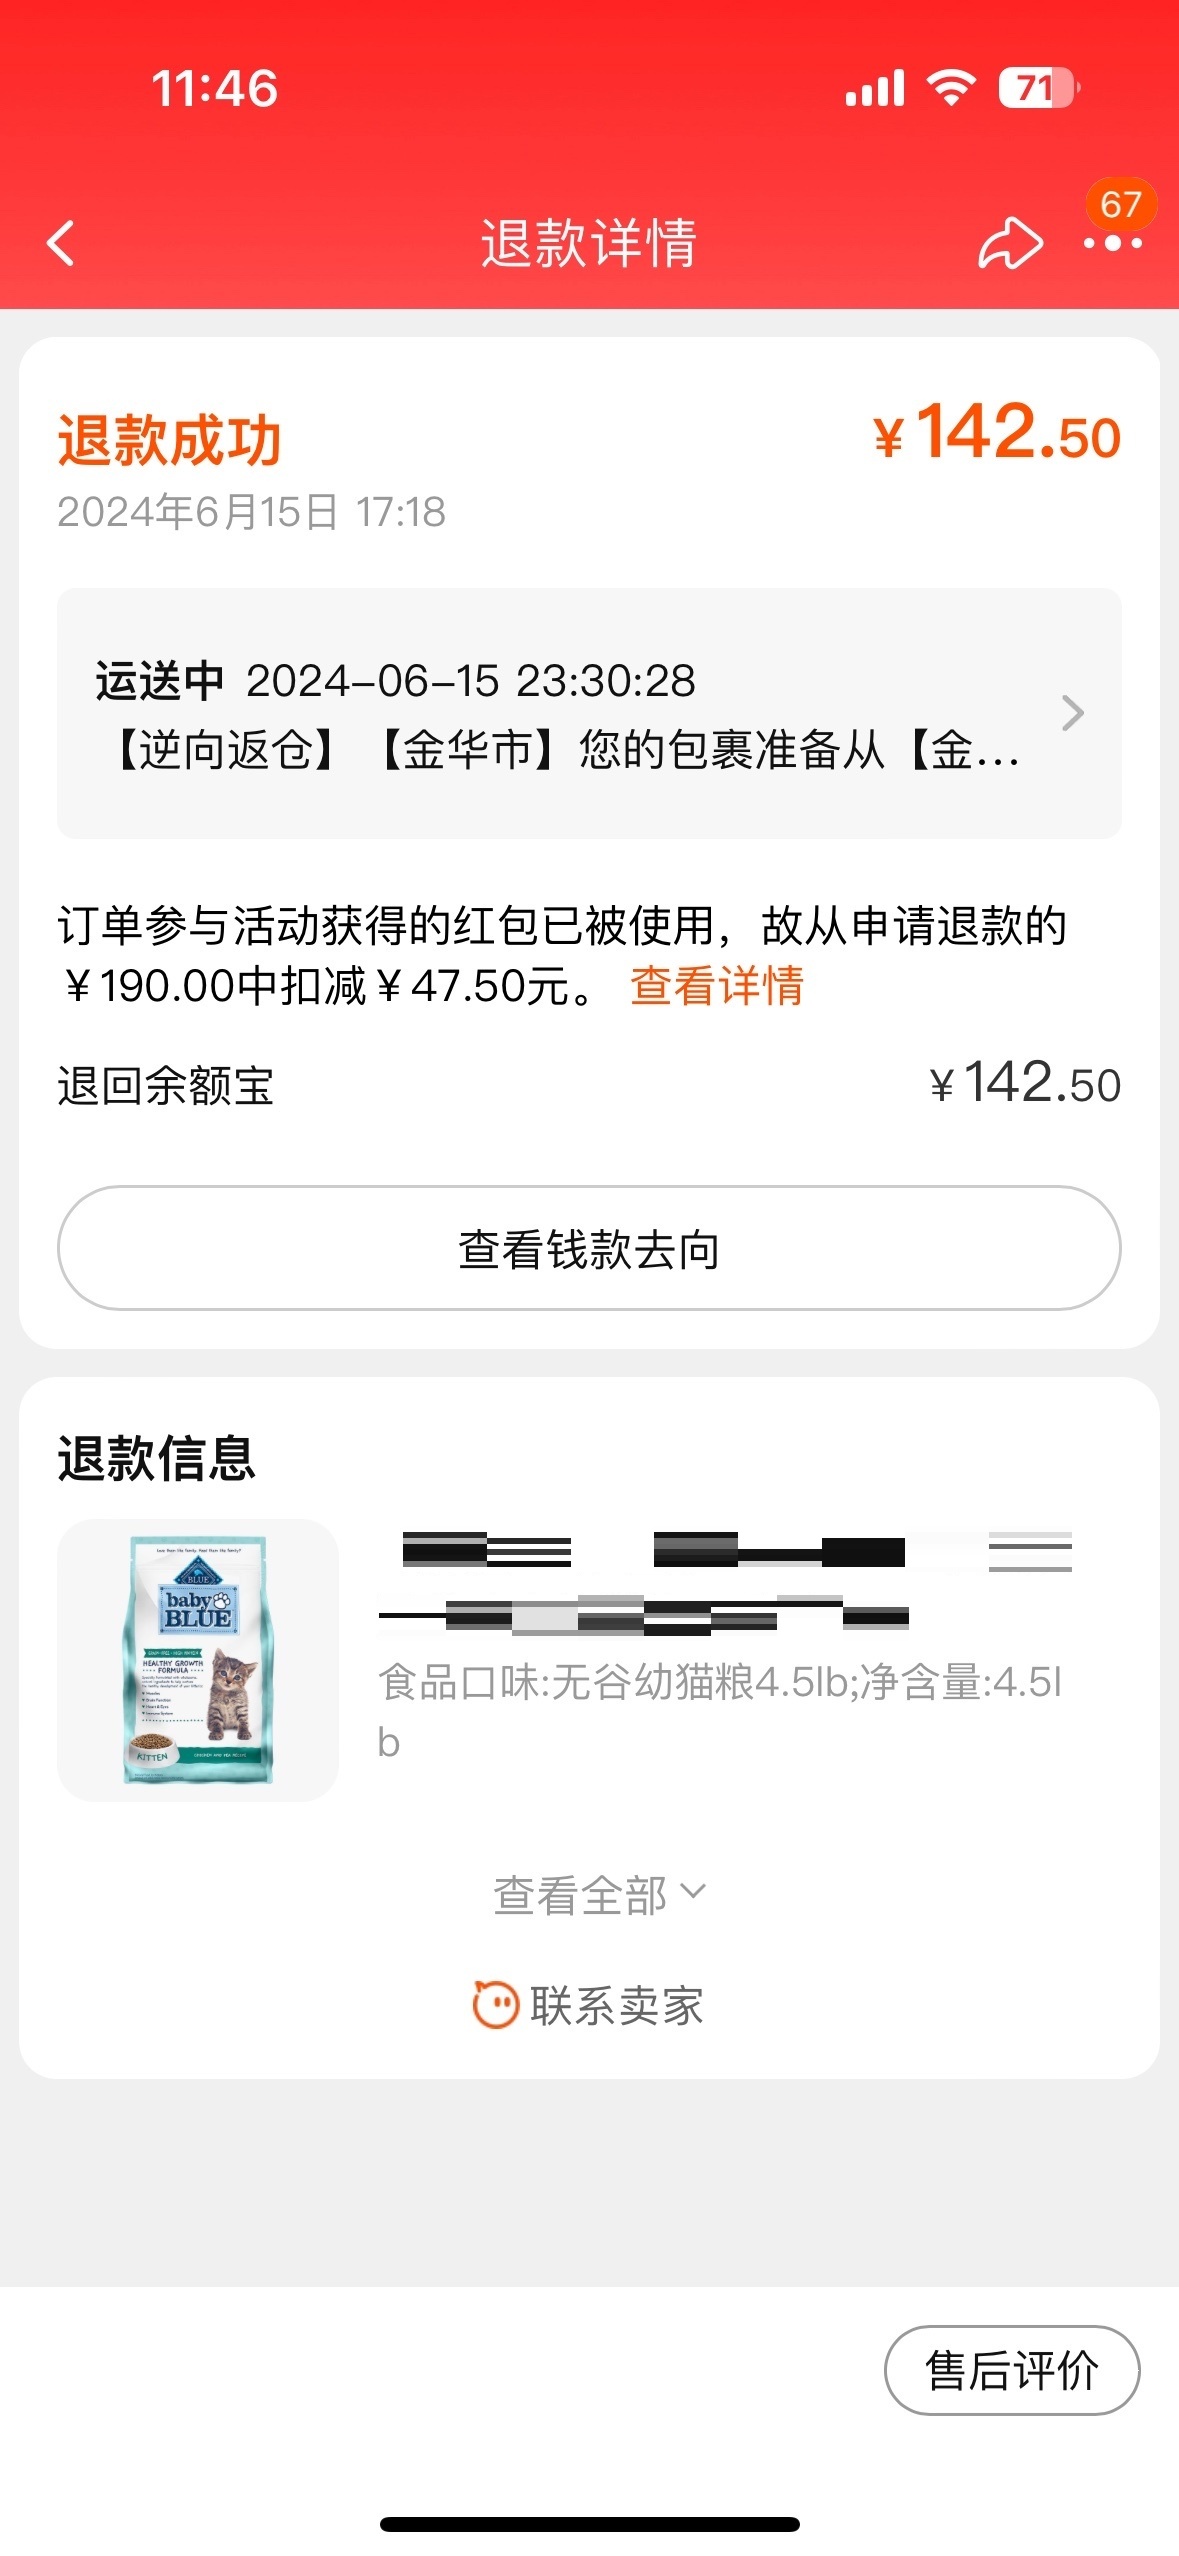 11:46
71
67
退款详情
退款成功
¥142.50
2024年6月15日 17:18
运送中 2024-06-15 23:30:28
【逆向返仓】【金华市】您的包裹准备从【金...
订单参与活动获得的红包已被使用，故从申请退款的
¥190.00中扣减¥47.50元。 查看详情
退回余额宝
¥142.50
查看钱款去向
退款信息
BLUE
baby
BLUE
HEALTHY GROWTH
FORMULA
KITTEN
食品口味:无谷幼猫粮4.5lb;净含量:4.5l
b
查看全部
联系卖家
售后评价